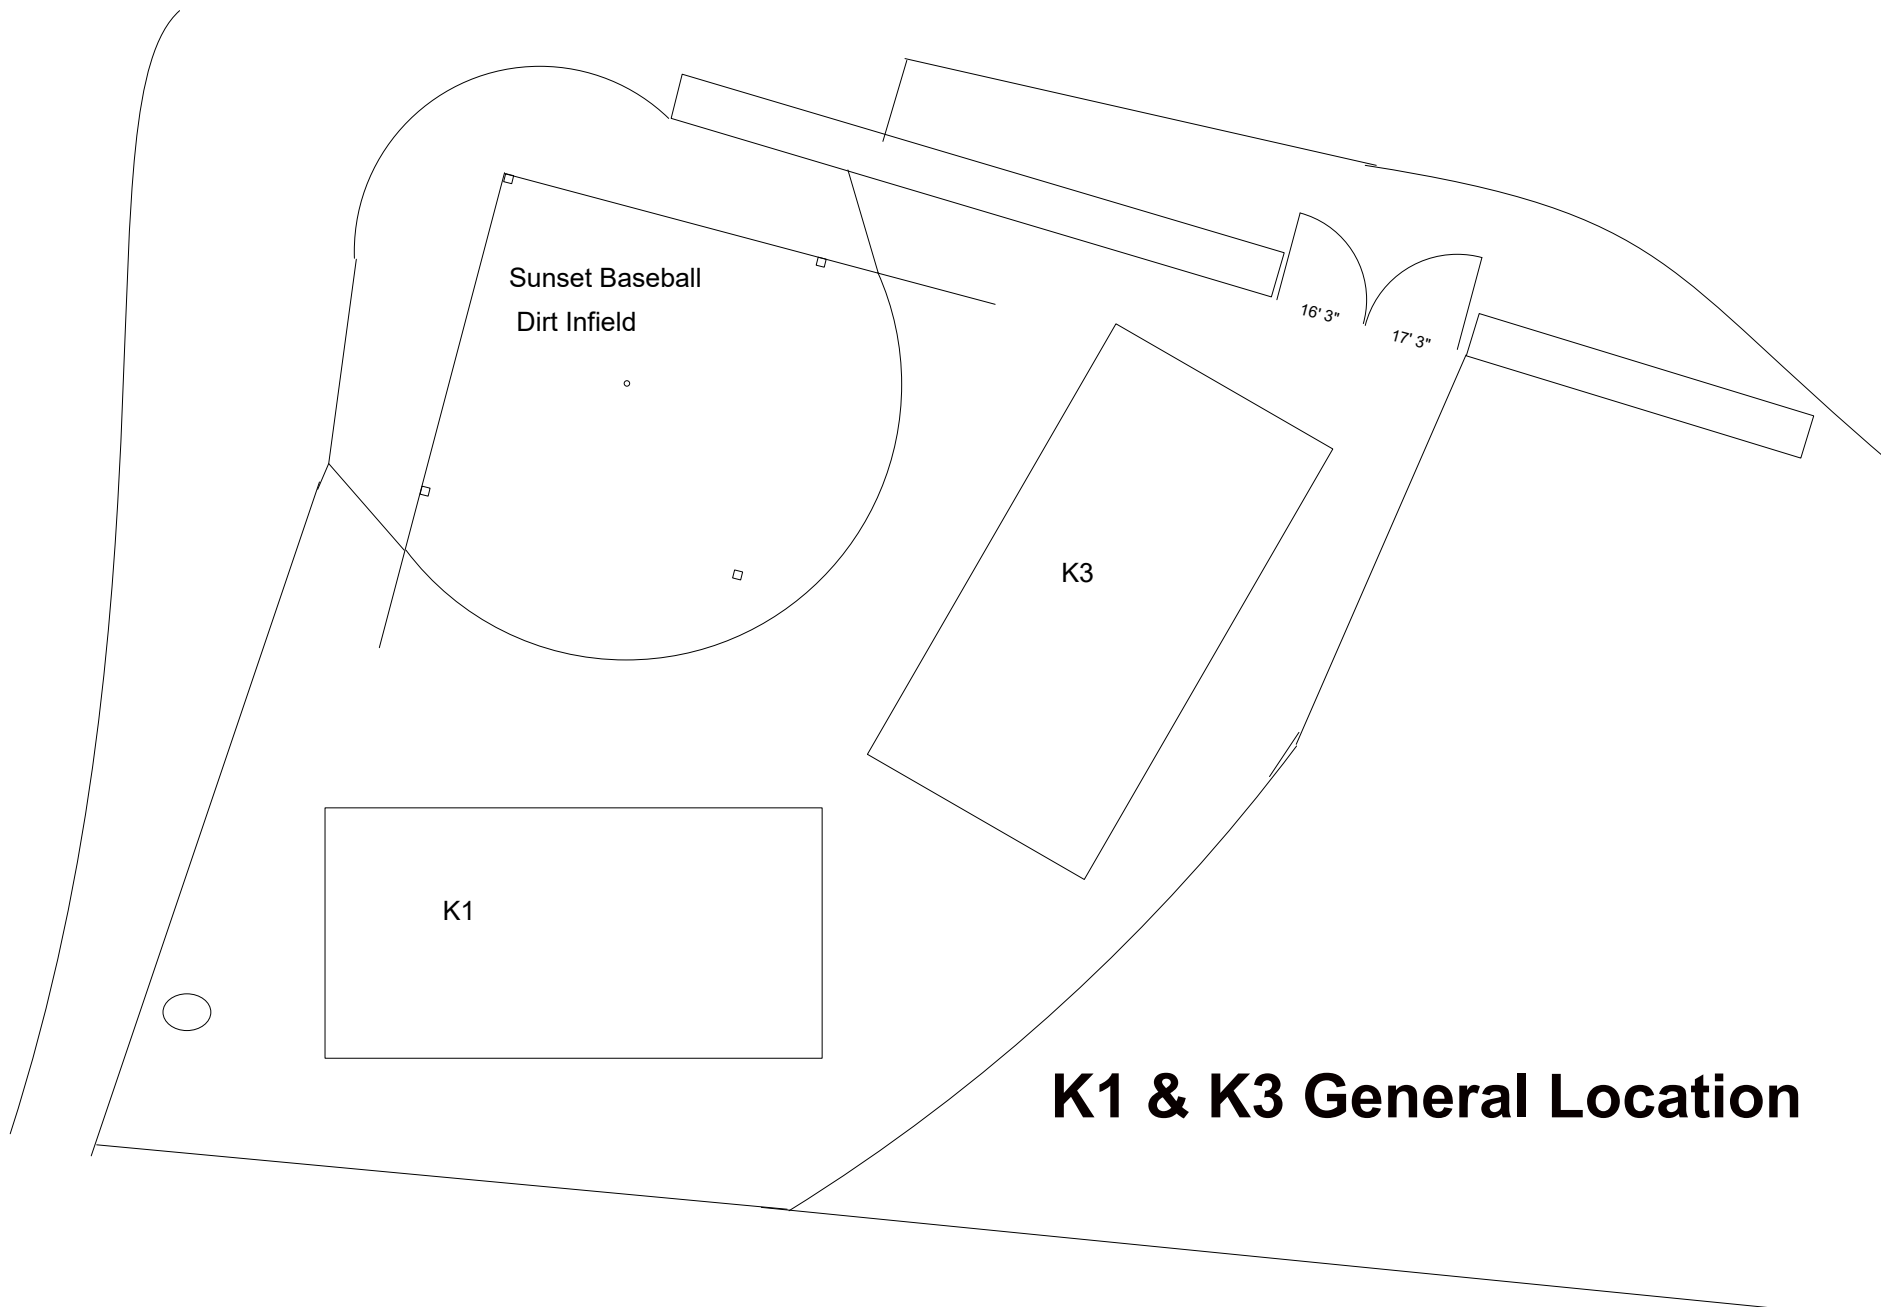 Sunset Baseball
Dirt Infield
16' 3"
17' 3"
K3
K1
K1 & K3 General Location